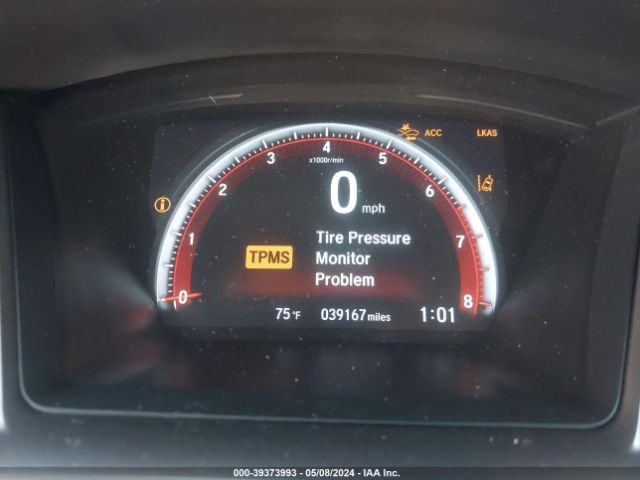 ACC LKAS
4
3 5
x1000r/min
2 6
0 mph
1 7
Tire Pressure
TPMS Monitor
Problem
0 8
75°F 039167 miles 1:01
000-39373993 - 05/08/2024 - IAA Inc.